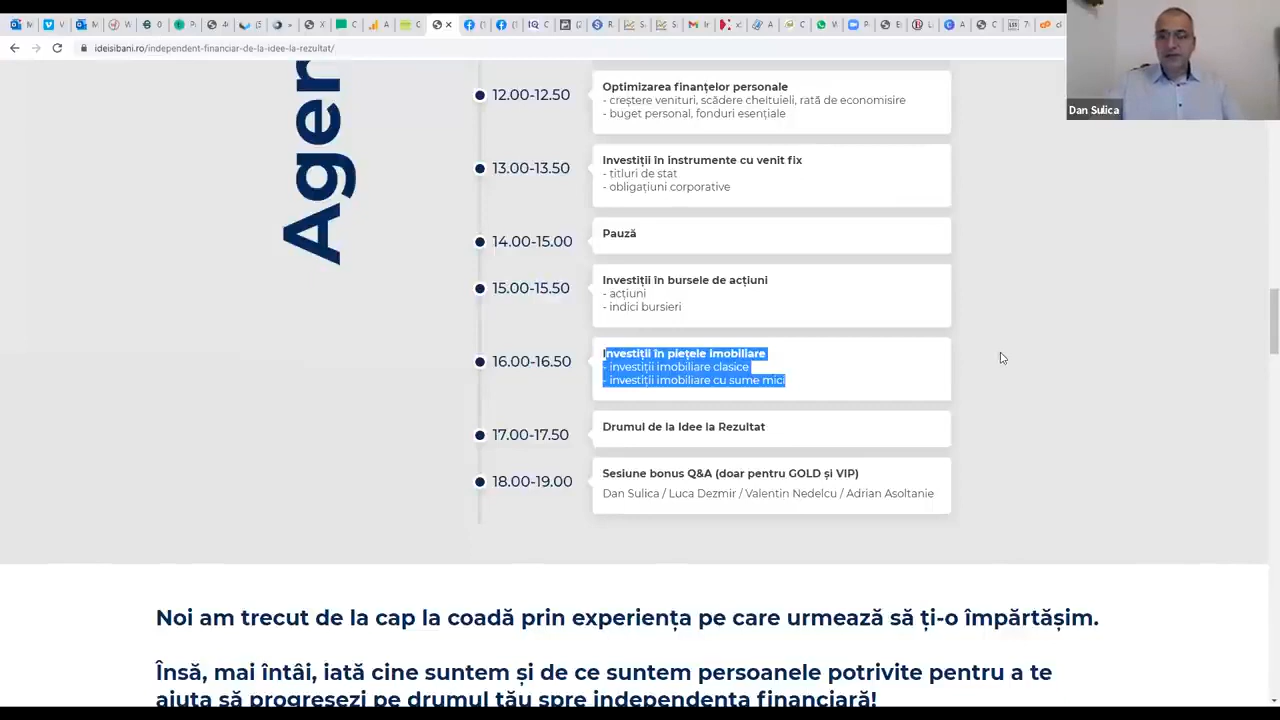 ideisibani.ro/independent-financiar-de-la-idee-la-rezultat/
Dan Sulica
Agen
12.00-12.50
Optimizarea finanțelor personale
- creștere venituri, scădere cheltuieli, rată de economisire
- buget personal, fonduri esențiale
13.00-13.50
Investiții în instrumente cu venit fix
- titluri de stat
- obligațiuni corporative
14.00-15.00
Pauză
15.00-15.50
Investiții în bursele de acțiuni
- acțiuni
- indici bursieri
16.00-16.50
Investiții în piețele imobiliare
- investiții imobiliare clasice
- investiții imobiliare cu sume mici
17.00-17.50
Drumul de la Idee la Rezultat
18.00-19.00
Sesiune bonus Q&A (doar pentru GOLD și VIP)
Dan Sulica / Luca Dezmir / Valentin Nedelcu / Adrian Asoltanie
Noi am trecut de la cap la coadă prin experiența pe care urmează să ți-o împărtășim.
Însă, mai întâi, iată cine suntem și de ce suntem persoanele potrivite pentru a te
ajuta să progresezi pe drumul tău spre independența financiară!